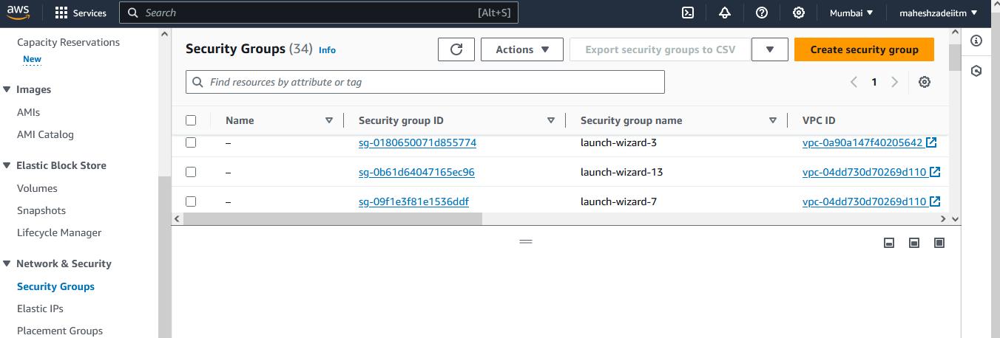 aws Services Search [Alt+S] Mumbai maheshzadeiitm
Capacity Reservations
New
Images
AMIs
AMI Catalog
Elastic Block Store
Volumes
Snapshots
Lifecycle Manager
Network & Security
Security Groups
Elastic IPs
Placement Groups
Security Groups (34) Info Actions Export security groups to CSV Create security group
Find resources by attribute or tag 1
Name Security group ID Security group name VPC ID
– sg-0180650071d855774 launch-wizard-3 vpc-0a90a147f40205642
– sg-0b61d64047165ec96 launch-wizard-13 vpc-04dd730d70269d110
– sg-09f1e3f81e1536ddf launch-wizard-7 vpc-04dd730d70269d110